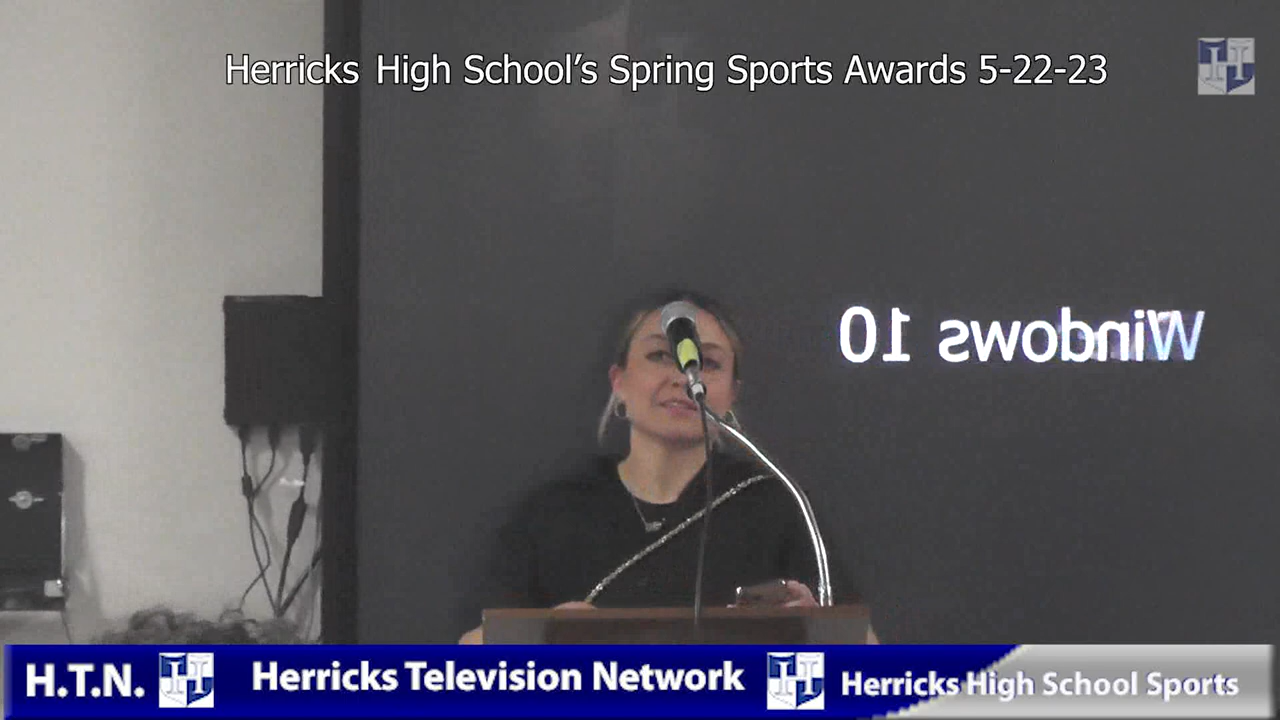 Herricks High School's Spring Sports Awards 5-22-23
Windows 10
H.T.N. Herricks Television Network Herricks High School Sports